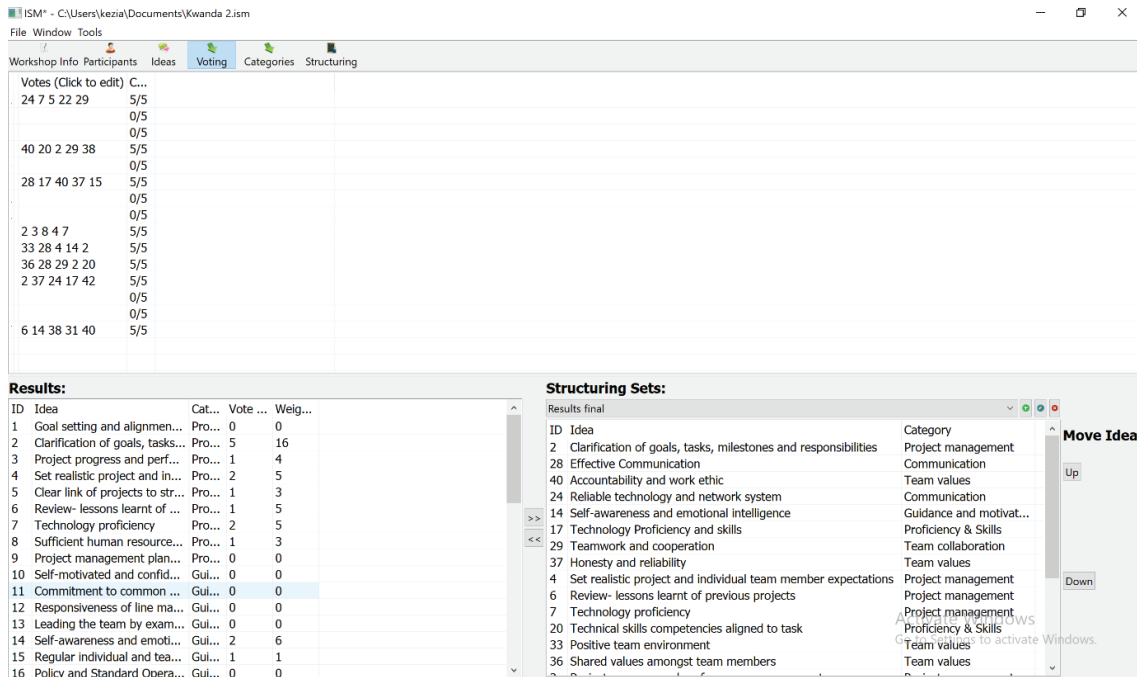 ISM* - C:\Users\kezia\Documents\Kwanda 2.ism
File Window Tools
Workshop Info Participants Ideas Voting Categories Structuring
Votes (Click to edit) C...
24 7 5 22 29 5/5
0/5
0/5
40 20 2 29 38 5/5
0/5
28 17 40 37 15 5/5
0/5
0/5
2 3 8 4 7 5/5
33 28 4 14 2 5/5
36 28 29 2 20 5/5
2 37 24 17 42 5/5
0/5
0/5
6 14 38 31 40 5/5
Results:
ID Idea Cat... Vote ... Weig...
1 Goal setting and alignmen... Pro... 0 0
2 Clarification of goals, tasks... Pro... 5 16
3 Project progress and perf... Pro... 1 4
4 Set realistic project and in... Pro... 2 5
5 Clear link of projects to str... Pro... 1 3
6 Review- lessons learnt of ... Pro... 1 5
7 Technology proficiency Pro... 2 5
8 Sufficient human resource... Pro... 1 3
9 Project management plan... Pro... 0 0
10 Self-motivated and confid... Gui... 0 0
11 Commitment to common ... Gui... 0 0
12 Responsiveness of line ma... Gui... 0 0
13 Leading the team by exam... Gui... 0 0
14 Self-awareness and emoti... Gui... 2 6
15 Regular individual and tea... Gui... 1 1
16 Policy and Standard Opera... Gui... 0 0
>>
<<
Structuring Sets:
Results final
ID Idea Category
2 Clarification of goals, tasks, milestones and responsibilities Project management
28 Effective Communication Communication
40 Accountability and work ethic Team values
24 Reliable technology and network system Communication
14 Self-awareness and emotional intelligence Guidance and motivat...
17 Technology Proficiency and skills Proficiency & Skills
29 Teamwork and cooperation Team collaboration
37 Honesty and reliability Team values
4 Set realistic project and individual team member expectations Project management
6 Review- lessons learnt of previous projects Project management
7 Technology proficiency Project management
20 Technical skills competencies aligned to task Proficiency & Skills
33 Positive team environment Team values
36 Shared values amongst team members Team values
Move Idea
Up
Down
Activate Windows
Go to Settings to activate Windows.